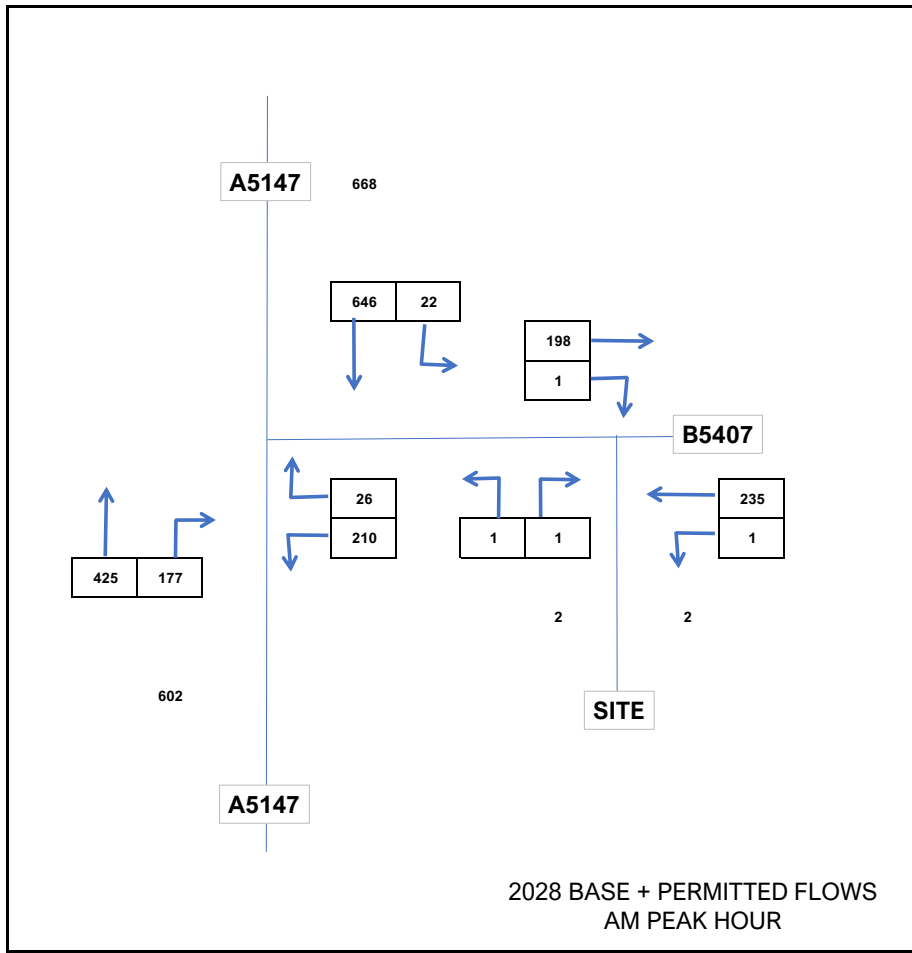 A5147
668
646 22
198
1
B5407
26
210
1 1
235
1
425 177
2
2
602
SITE
A5147
2028 BASE + PERMITTED FLOWS
AM PEAK HOUR